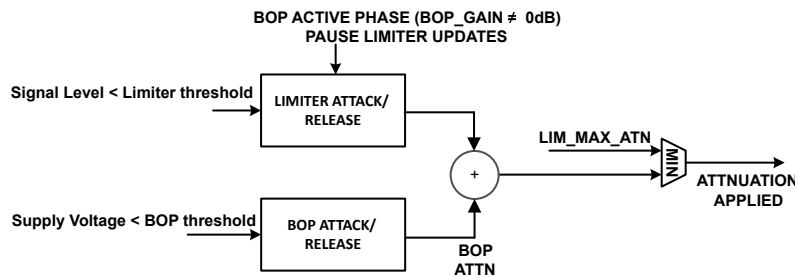 BOP ACTIVE PHASE (BOP_GAIN ≠ 0dB)
PAUSE LIMITER UPDATES
Signal Level < Limiter threshold
LIMITER ATTACK/
RELEASE
LIM_MAX_ATN
+
MIN
ATTNUATION
APPLIED
Supply Voltage < BOP threshold
BOP ATTACK/
RELEASE
BOP
ATTN